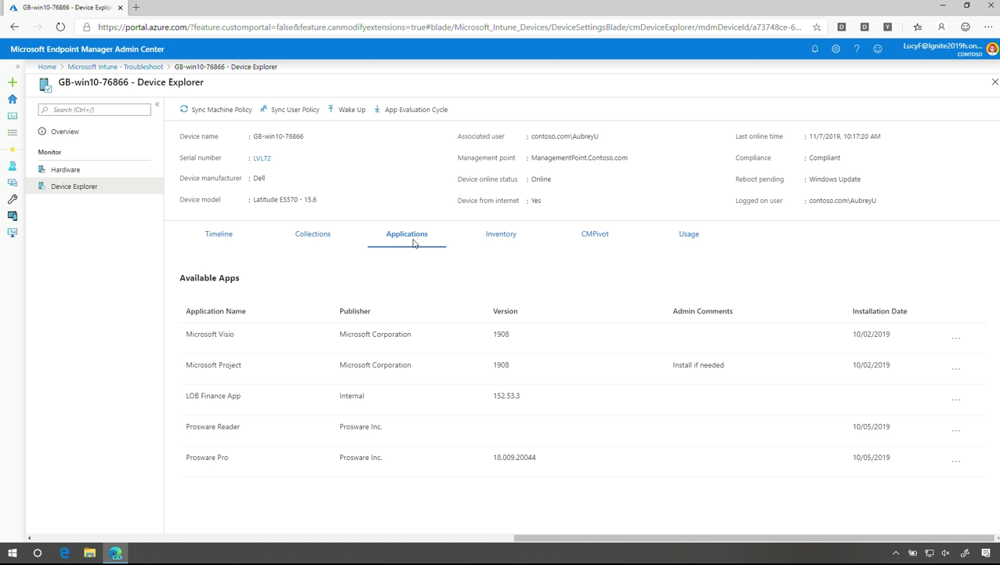 GB-win10-76866 - Device Explor
https://portal.azure.com/?feature.customportal=false&feature.canmodifyextensions=true#blade/Microsoft_Intune_Devices/DeviceSettingsBlade/cmDeviceExplorer/mdmDeviceId/a73748ce-6...
D D Y
Microsoft Endpoint Manager Admin Center
LucyF@Ignite2019h.on...
CONTOSO
Home > Microsoft Intune - Troubleshoot > GB-win10-76866 - Device Explorer
GB-win10-76866 - Device Explorer
Search (Ctrl+/)
Overview
Monitor
Hardware
Device Explorer
Sync Machine Policy Sync User Policy Wake Up App Evaluation Cycle
Device name : GB-win10-76866 Associated user : contoso.com\AubreyU Last online time : 11/7/2019, 10:17:20 AM
Serial number : LVL72 Management point : ManagementPoint.Contoso.com Compliance : Compliant
Device manufacturer : Dell Device online status : Online Reboot pending : Windows Update
Device model : Latitude E5570 - 15.6 Device from internet : Yes Logged on user : contoso.com\AubreyU
Timeline Collections Applications Inventory CMPivot Usage
Available Apps
Application Name Publisher Version Admin Comments Installation Date
Microsoft Visio Microsoft Corporation 1908 10/02/2019 ...
Microsoft Project Microsoft Corporation 1908 Install if needed 10/02/2019 ...
LOB Finance App Internal 152.53.3 ...
Prosware Reader Prosware Inc. 10/05/2019 ...
Prosware Pro Prosware Inc. 18.009.20044 10/05/2019 ...